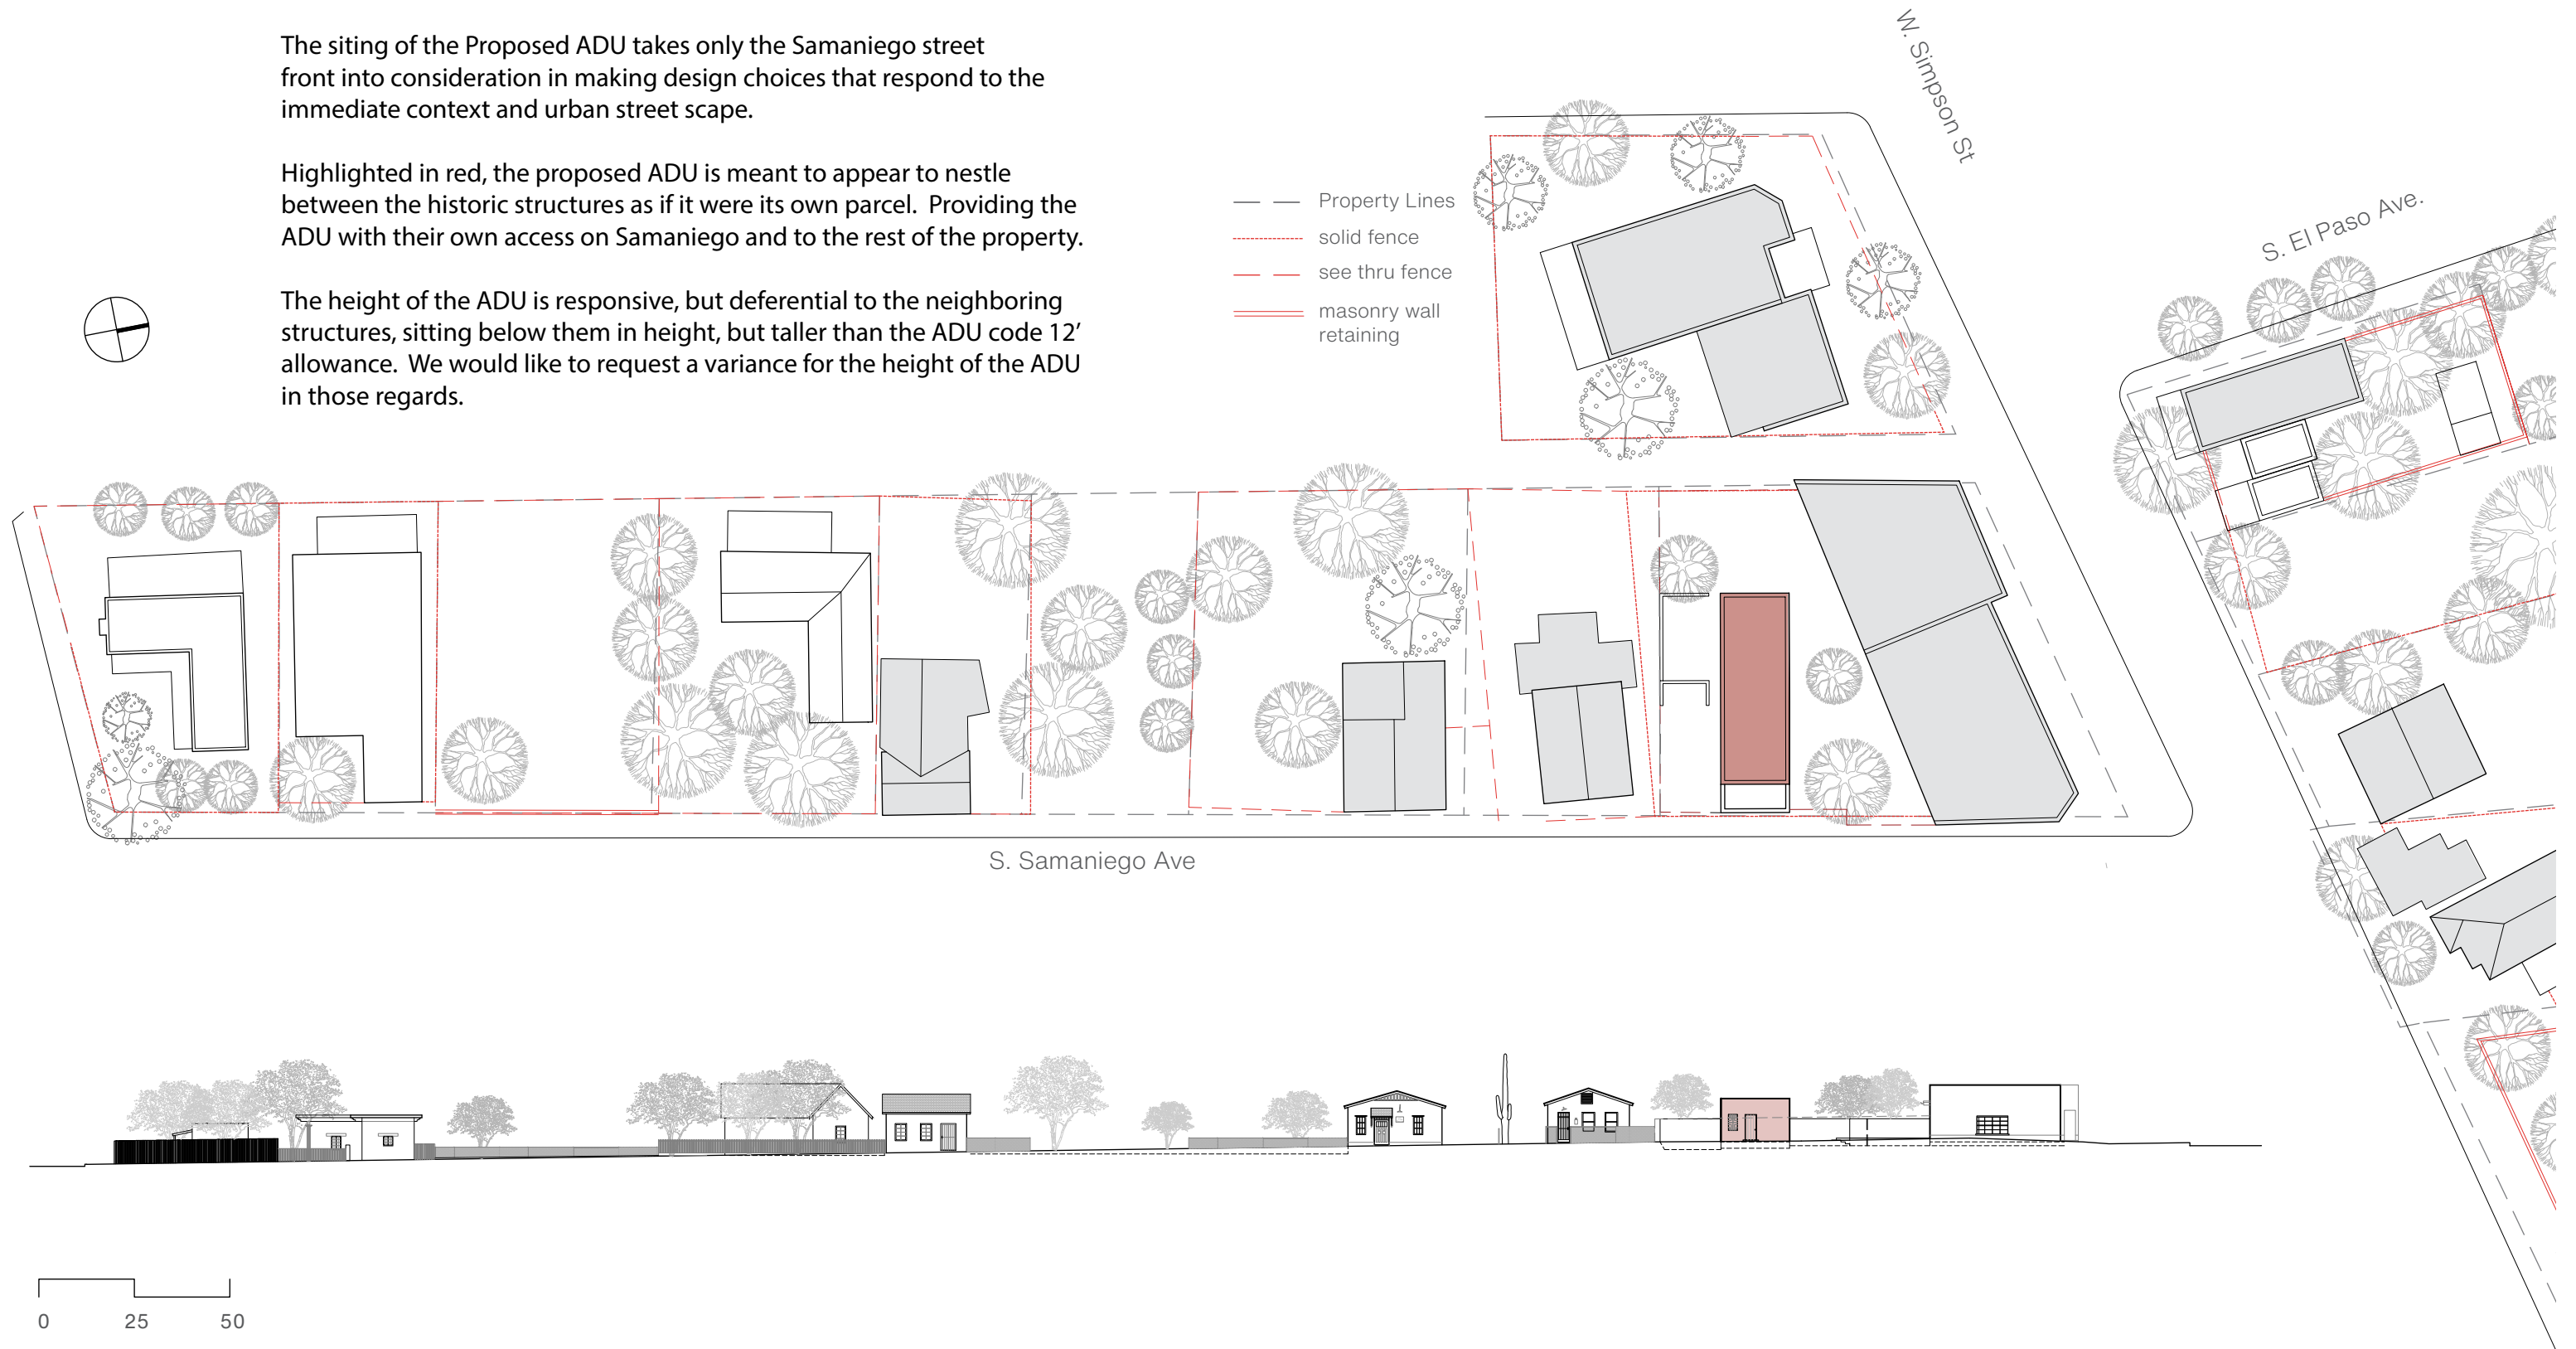 The siting of the Proposed ADU takes only the Samaniego street
front into consideration in making design choices that respond to the
immediate context and urban street scape.
Highlighted in red, the proposed ADU is meant to appear to nestle
between the historic structures as if it were its own parcel.  Providing the
ADU with their own access on Samaniego and to the rest of the property.
The height of the ADU is responsive, but deferential to the neighboring
structures, sitting below them in height, but taller than the ADU code 12’
allowance.  We would like to request a variance for the height of the ADU
in those regards.
Property Lines
solid fence
see thru fence
masonry wall
retaining
W. Simpson St
S. El Paso Ave.
S. Samaniego Ave
0 25 50